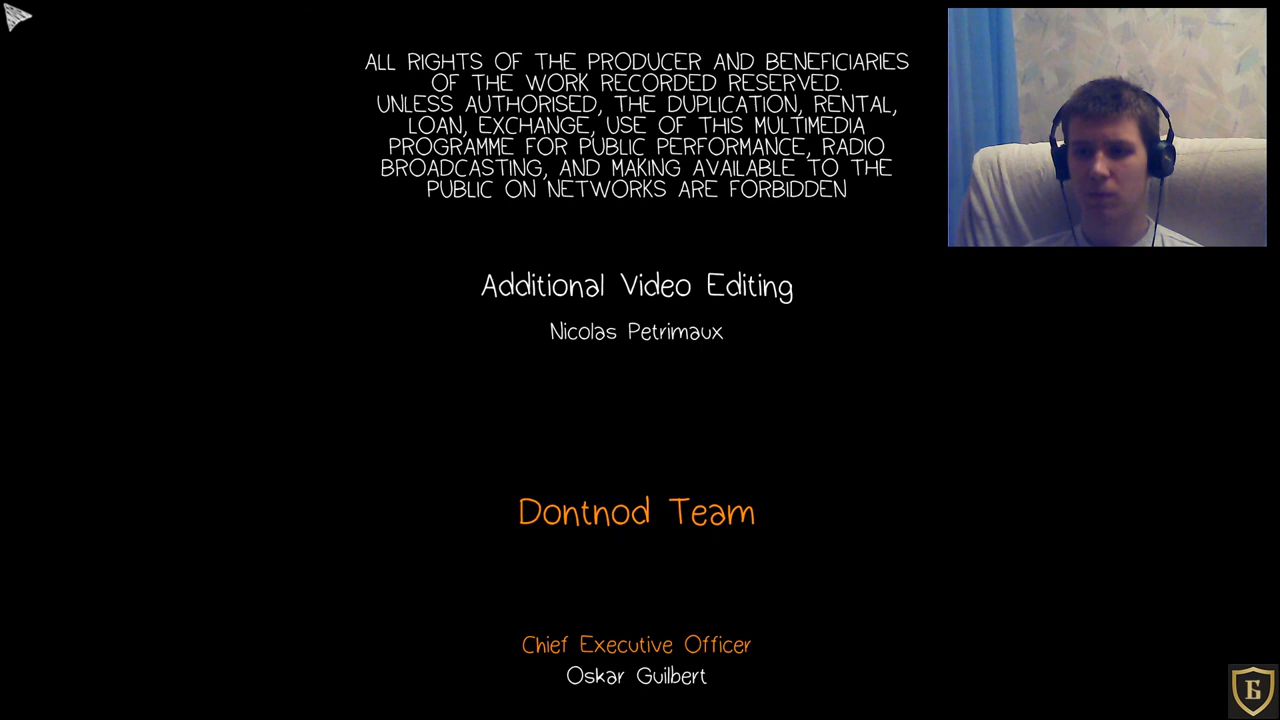 ALL RIGHTS OF THE PRODUCER AND BENEFICIARIES
OF THE WORK RECORDED RESERVED.
UNLESS AUTHORISED, THE DUPLICATION, RENTAL,
LOAN, EXCHANGE, USE OF THIS MULTIMEDIA
PROGRAMME FOR PUBLIC PERFORMANCE, RADIO
BROADCASTING, AND MAKING AVAILABLE TO THE
PUBLIC ON NETWORKS ARE FORBIDDEN
Additional Video Editing
Nicolas Petrimaux
Dontnod Team
Chief Executive Officer
Oskar Guilbert
Б